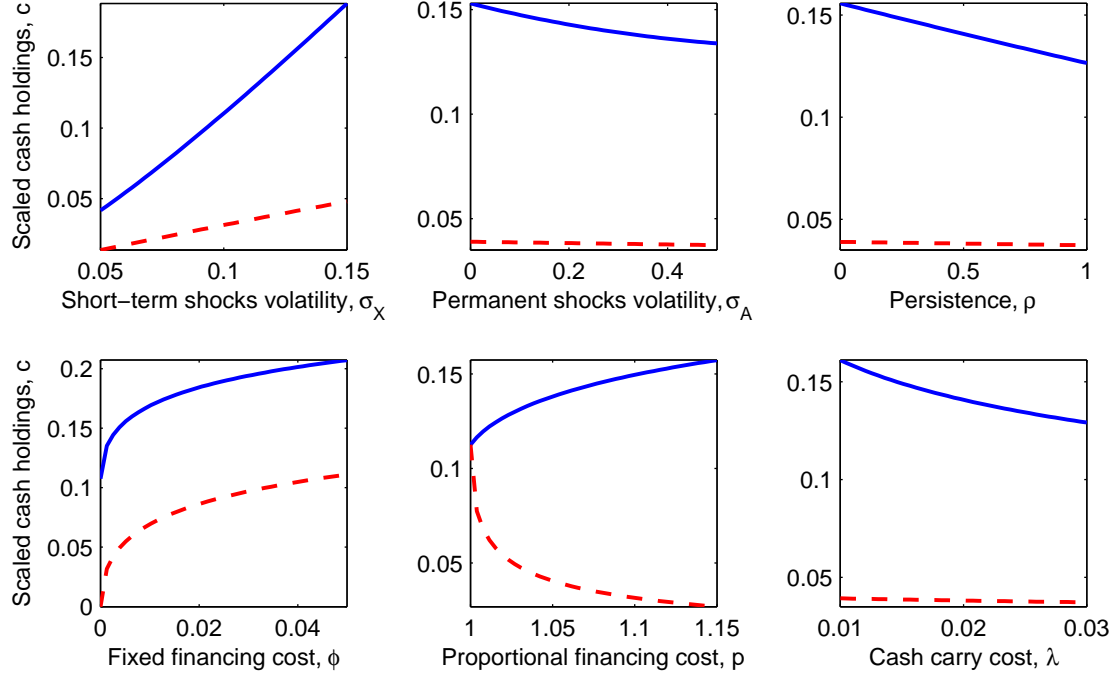 Scaled cash holdings, c
0.15
0.1
0.05
0.05 0.1 0.15
Short−term shocks volatility, σ_X
0.15
0.1
0.05
0 0.2 0.4
Permanent shocks volatility, σ_A
0.15
0.1
0.05
0 0.5 1
Persistence, ρ
Scaled cash holdings, c
0.2
0.15
0.1
0.05
0
0 0.02 0.04
Fixed financing cost, ϕ
0.15
0.1
0.05
1 1.05 1.1 1.15
Proportional financing cost, p
0.15
0.1
0.05
0.01 0.02 0.03
Cash carry cost, λ